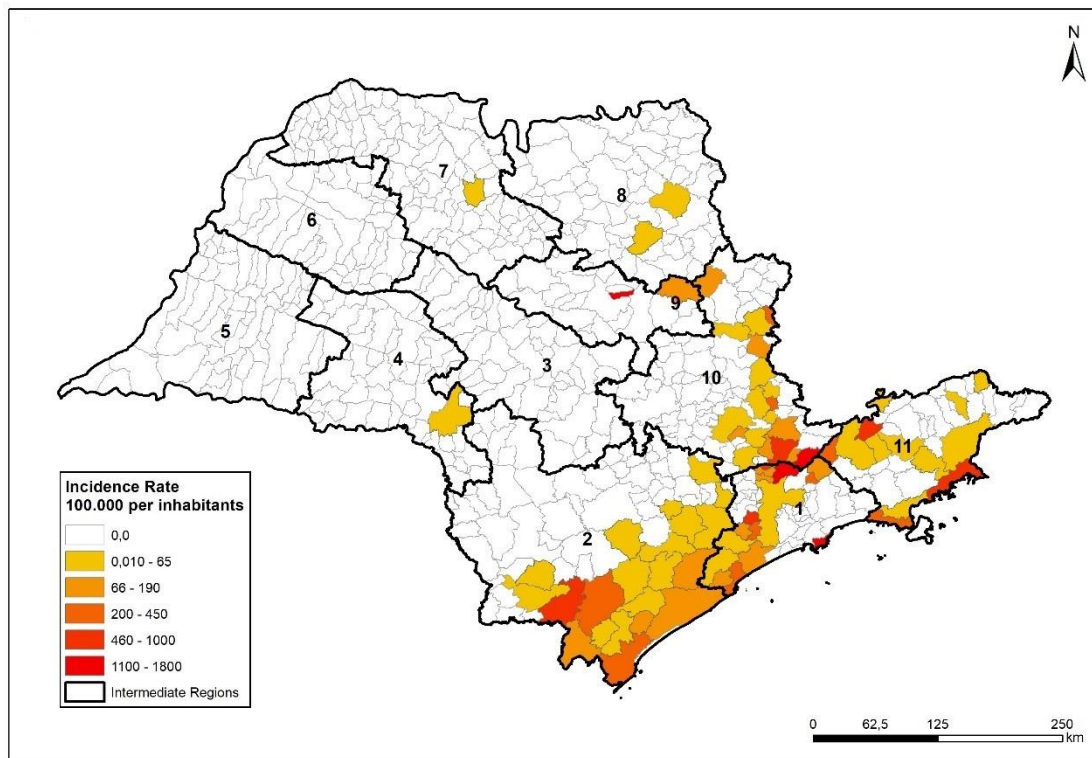 N
7
8
6
9
5
4
3
10
11
1
2
Incidence Rate
100.000 per inhabitants
0,0
0,010 - 65
66 - 190
200 - 450
460 - 1000
1100 - 1800
Intermediate Regions
0 62,5 125 250
km